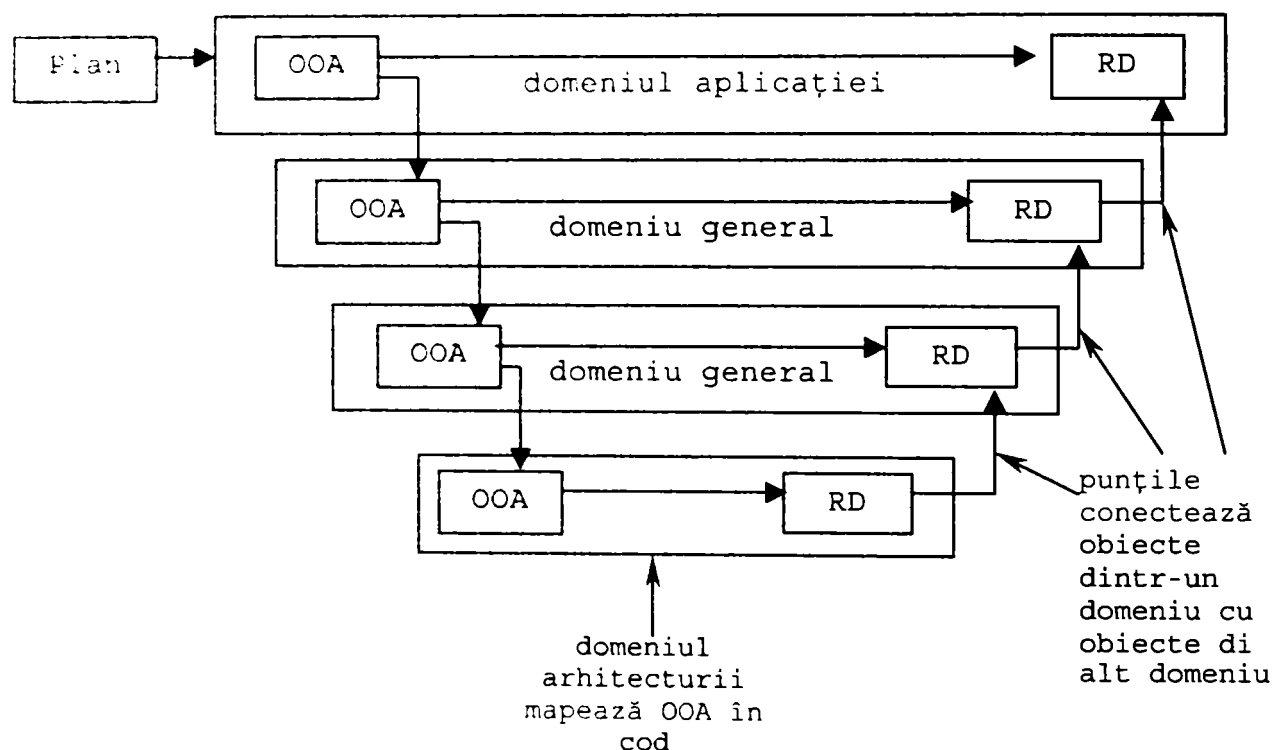 Plan
OOA
domeniul aplicației
RD
OOA
domeniu general
RD
OOA
domeniu general
RD
OOA
RD
punțile
conectează
obiecte
dintr-un
domeniu cu
obiecte di
alt domeniu
domeniul
arhitecturii
mapează OOA în
cod